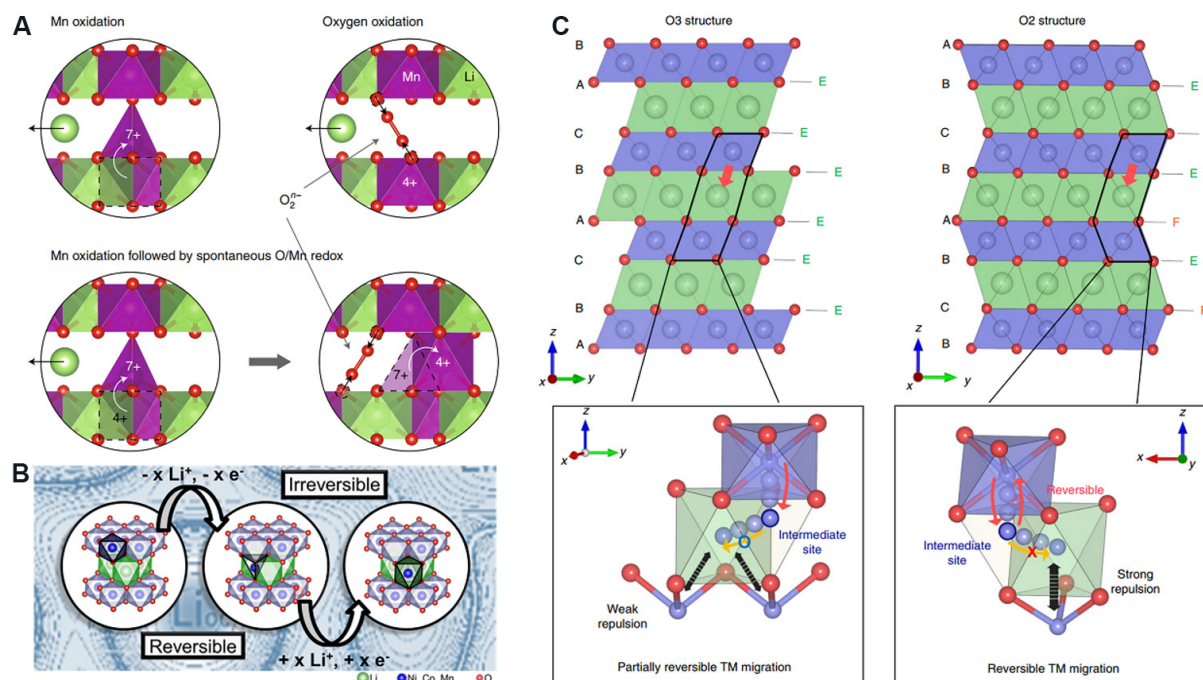 A
Mn oxidation
Oxygen oxidation
Mn
Li
7+
4+
O₂ⁿ⁻
Mn oxidation followed by spontaneous O/Mn redox
7+
4+
7+
4+
B
- x Li⁺, - x e⁻
Irreversible
Reversible
+ x Li⁺, + x e⁻
Li
Ni, Co, Mn
O
C
O3 structure
B
A
E
C
E
B
E
A
E
C
E
B
E
A
z
x
y
z
x
y
Intermediate
site
Weak
repulsion
Partially reversible TM migration
O2 structure
A
B
E
C
E
B
E
A
F
B
E
C
F
B
z
x
y
z
x
y
Reversible
Intermediate
site
X
Strong
repulsion
Reversible TM migration